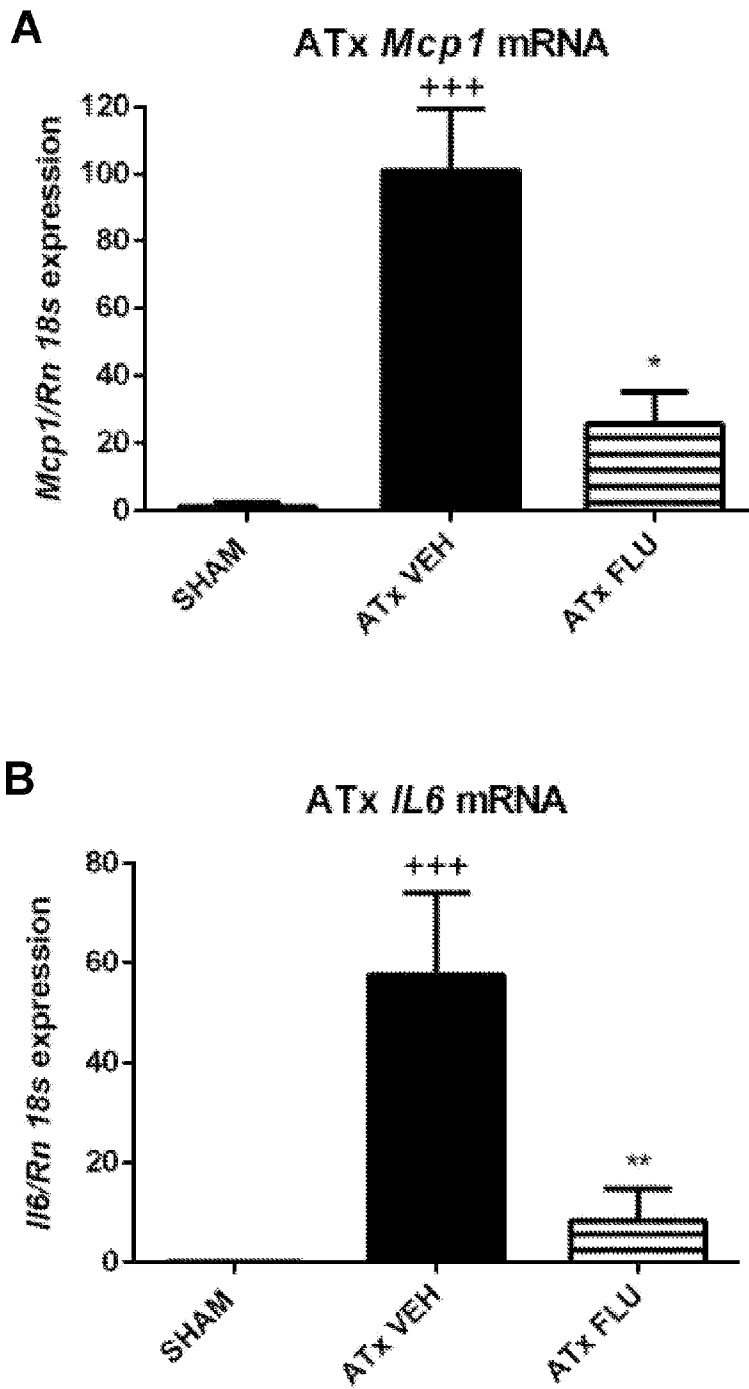 A
ATx Mcp1 mRNA
+++
120
100
80
60
40
20
0
*
Mcp1/Rn 18s expression
SHAM
ATx VEH
ATx FLU
B
ATx IL6 mRNA
+++
80
60
40
20
0
**
Il6/Rn 18s expression
SHAM
ATx VEH
ATx FLU